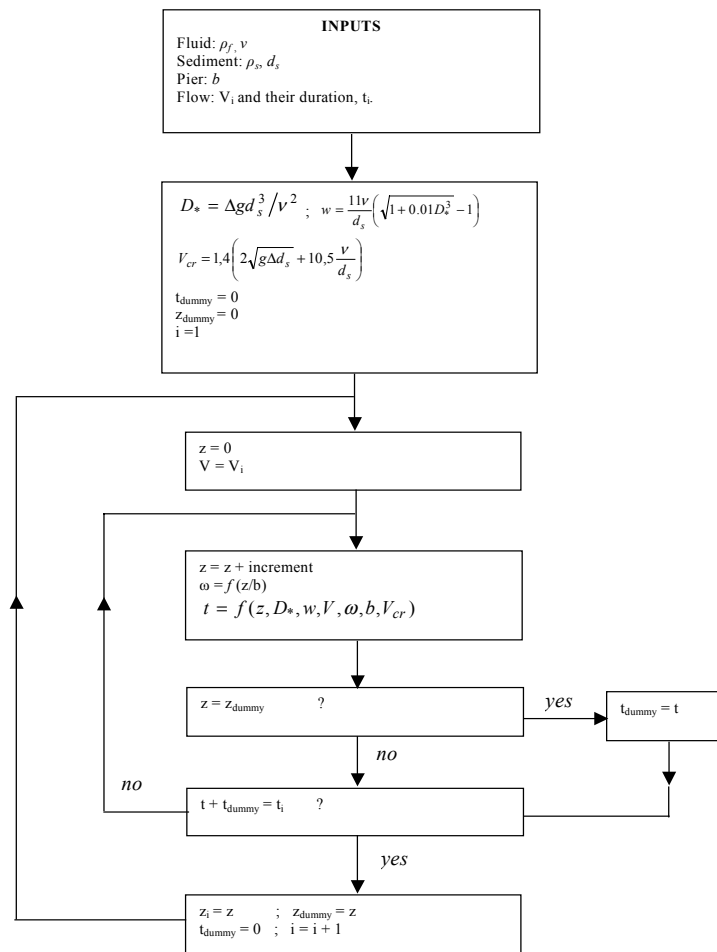 INPUTS
Fluid: ρf, ν
Sediment: ρs, ds
Pier: b
Flow: Vi and their duration, ti.
D* = Δgds³/ν² ; w = 11ν/ds (√(1+0.01D*³) −1)
Vcr = 1,4(2√(gΔds) + 10,5 ν/ds)
tdummy = 0
zdummy = 0
i =1
z = 0
V = Vi
z = z + increment
ω = f (z/b)
t = f(z, D*, w, V, ω, b, Vcr)
z = zdummy ?
yes
tdummy = t
no
no
t + tdummy = ti ?
yes
zi = z ; zdummy = z
tdummy = 0 ; i = i + 1